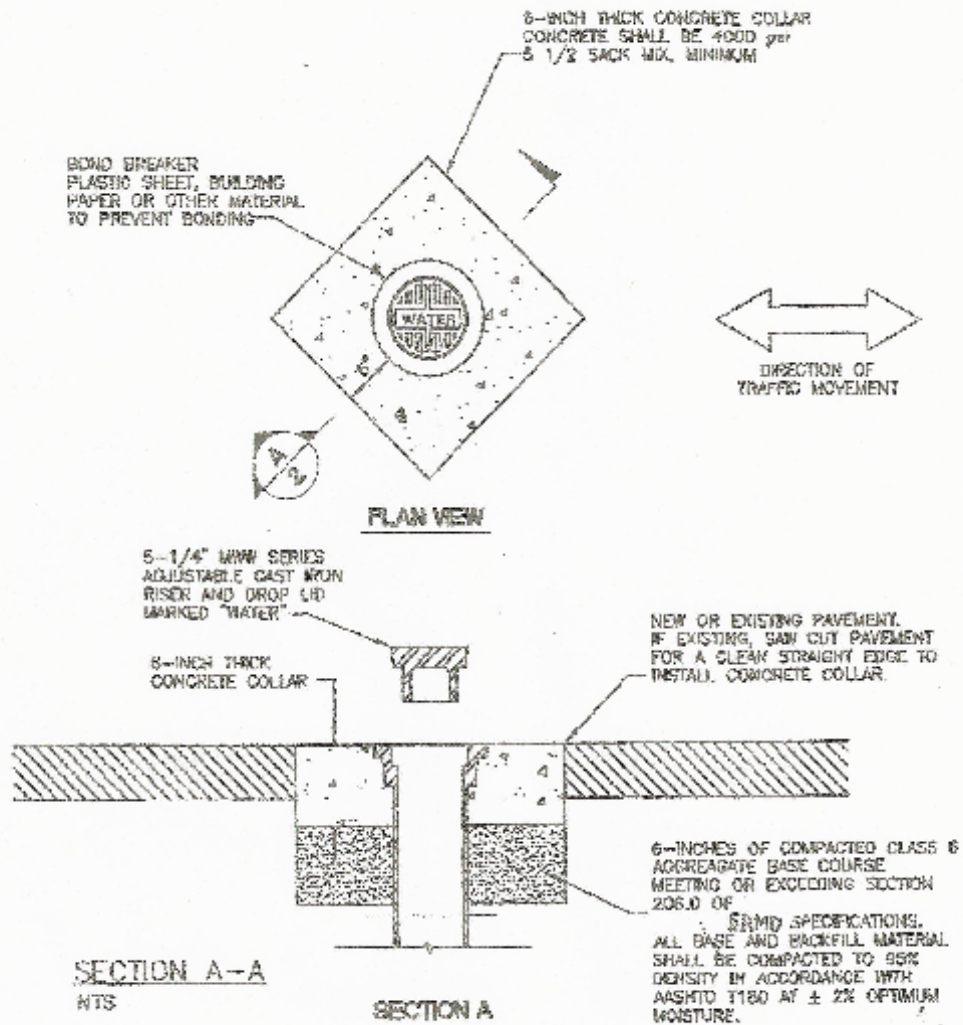 6-INCH THICK CONCRETE COLLAR
CONCRETE SHALL BE 4000 psi
1/2 SACK MIX, MINIMUM
BOND BREAKER
PLASTIC SHEET, BUILDING
PAPER OR OTHER MATERIAL
TO PREVENT BONDING
WATER
6"
DIRECTION OF
TRAFFIC MOVEMENT
A
2
PLAN VIEW
5-1/4" SERIES
ADJUSTABLE CAST IRON
RISER AND DROP LID
MARKED "WATER"
6-INCH THICK
CONCRETE COLLAR
NEW OR EXISTING PAVEMENT.
IF EXISTING, SAW CUT PAVEMENT
FOR A CLEAN STRAIGHT EDGE TO
INSTALL CONCRETE COLLAR.
6-INCHES OF COMPACTED CLASS 6
AGGREAGATE BASE COURSE
MEETING OR EXCEEDING SECTION
206.0 OF
SPECIFICATIONS.
ALL BASE AND BACKFILL MATERIAL
SHALL BE COMPACTED TO 95%
DENSITY IN ACCORDANCE WITH
AASHTO T180 AT ± 2% OPTIMUM
MOISTURE.
SECTION A-A
NTS
SECTION A